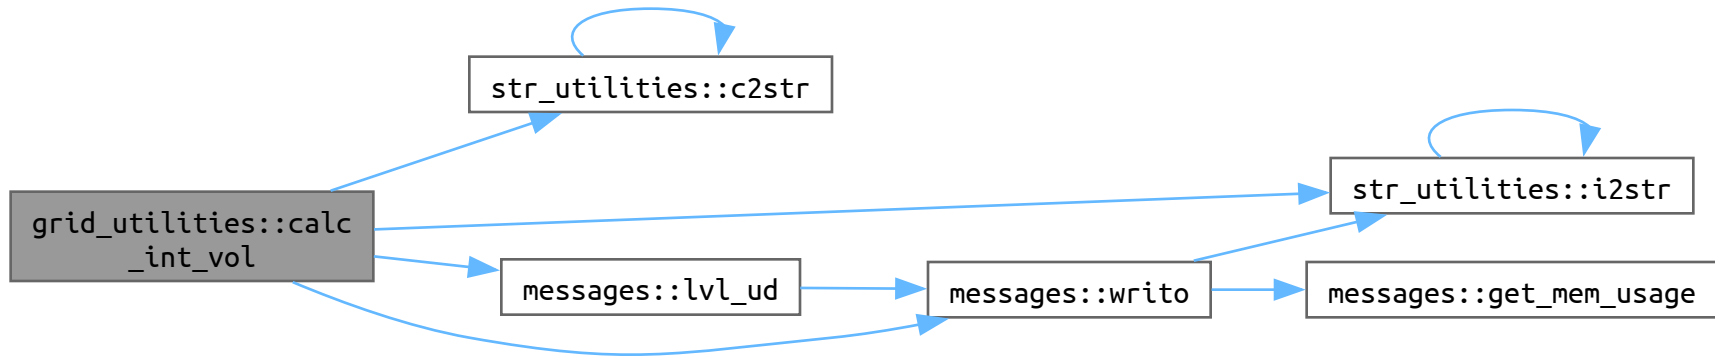 str_utilities::c2str
str_utilities::i2str
grid_utilities::calc
_int_vol
messages::lvl_ud
messages::writo
messages::get_mem_usage